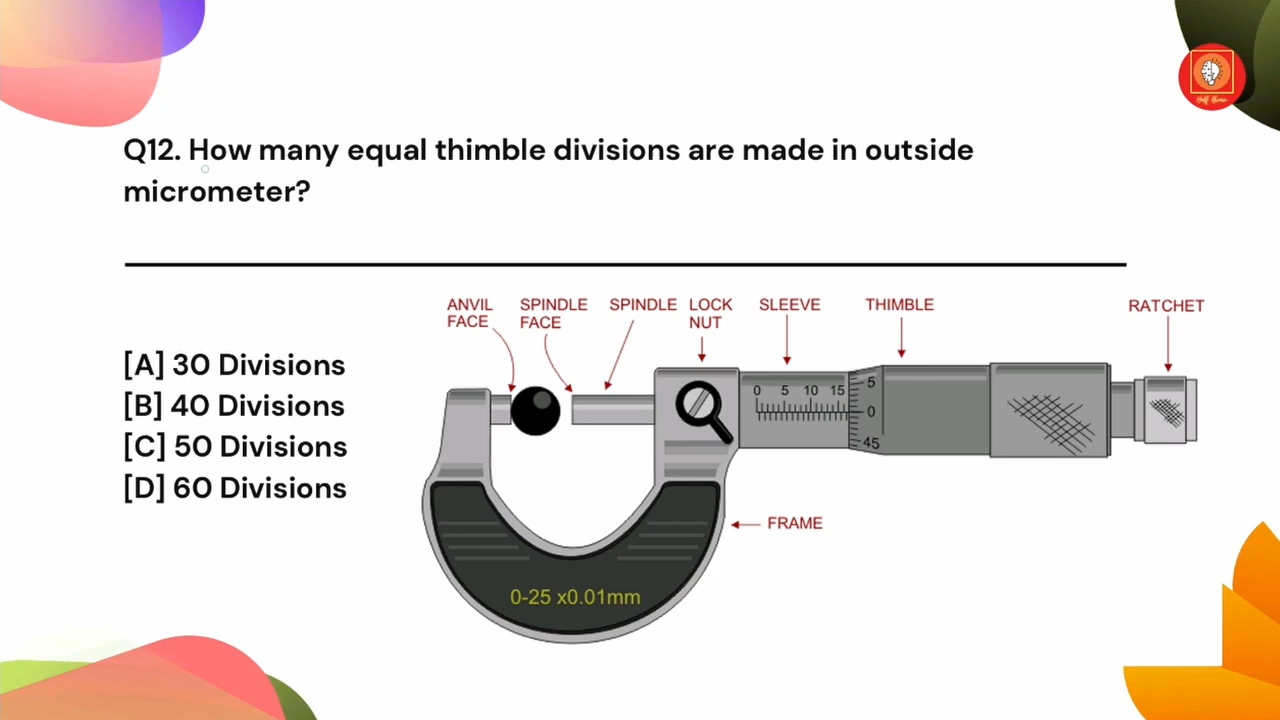 Q12. How many equal thimble divisions are made in outside
micrometer?
ANVIL
FACE
SPINDLE
FACE
SPINDLE
LOCK
NUT
SLEEVE
THIMBLE
RATCHET
[A] 30 Divisions
[B] 40 Divisions
[C] 50 Divisions
[D] 60 Divisions
0 5 10 15
5
0
45
FRAME
0-25 x0.01mm